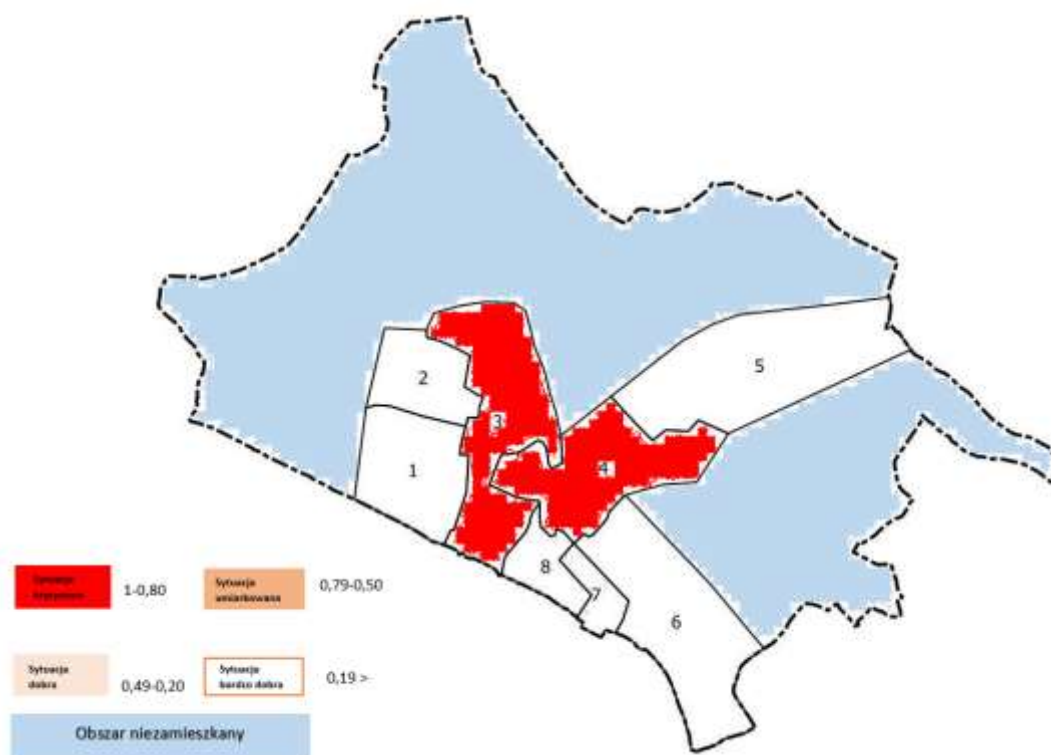 2
5
3
4
1
8
7
6
Sytuacja
1-0,80
Sytuacja
umiarkowana
0,79-0,50
Sytuacja
dobra
0,49-0,20
Sytuacja
bardzo dobra
0,19 >
Obszar niezamieszkany